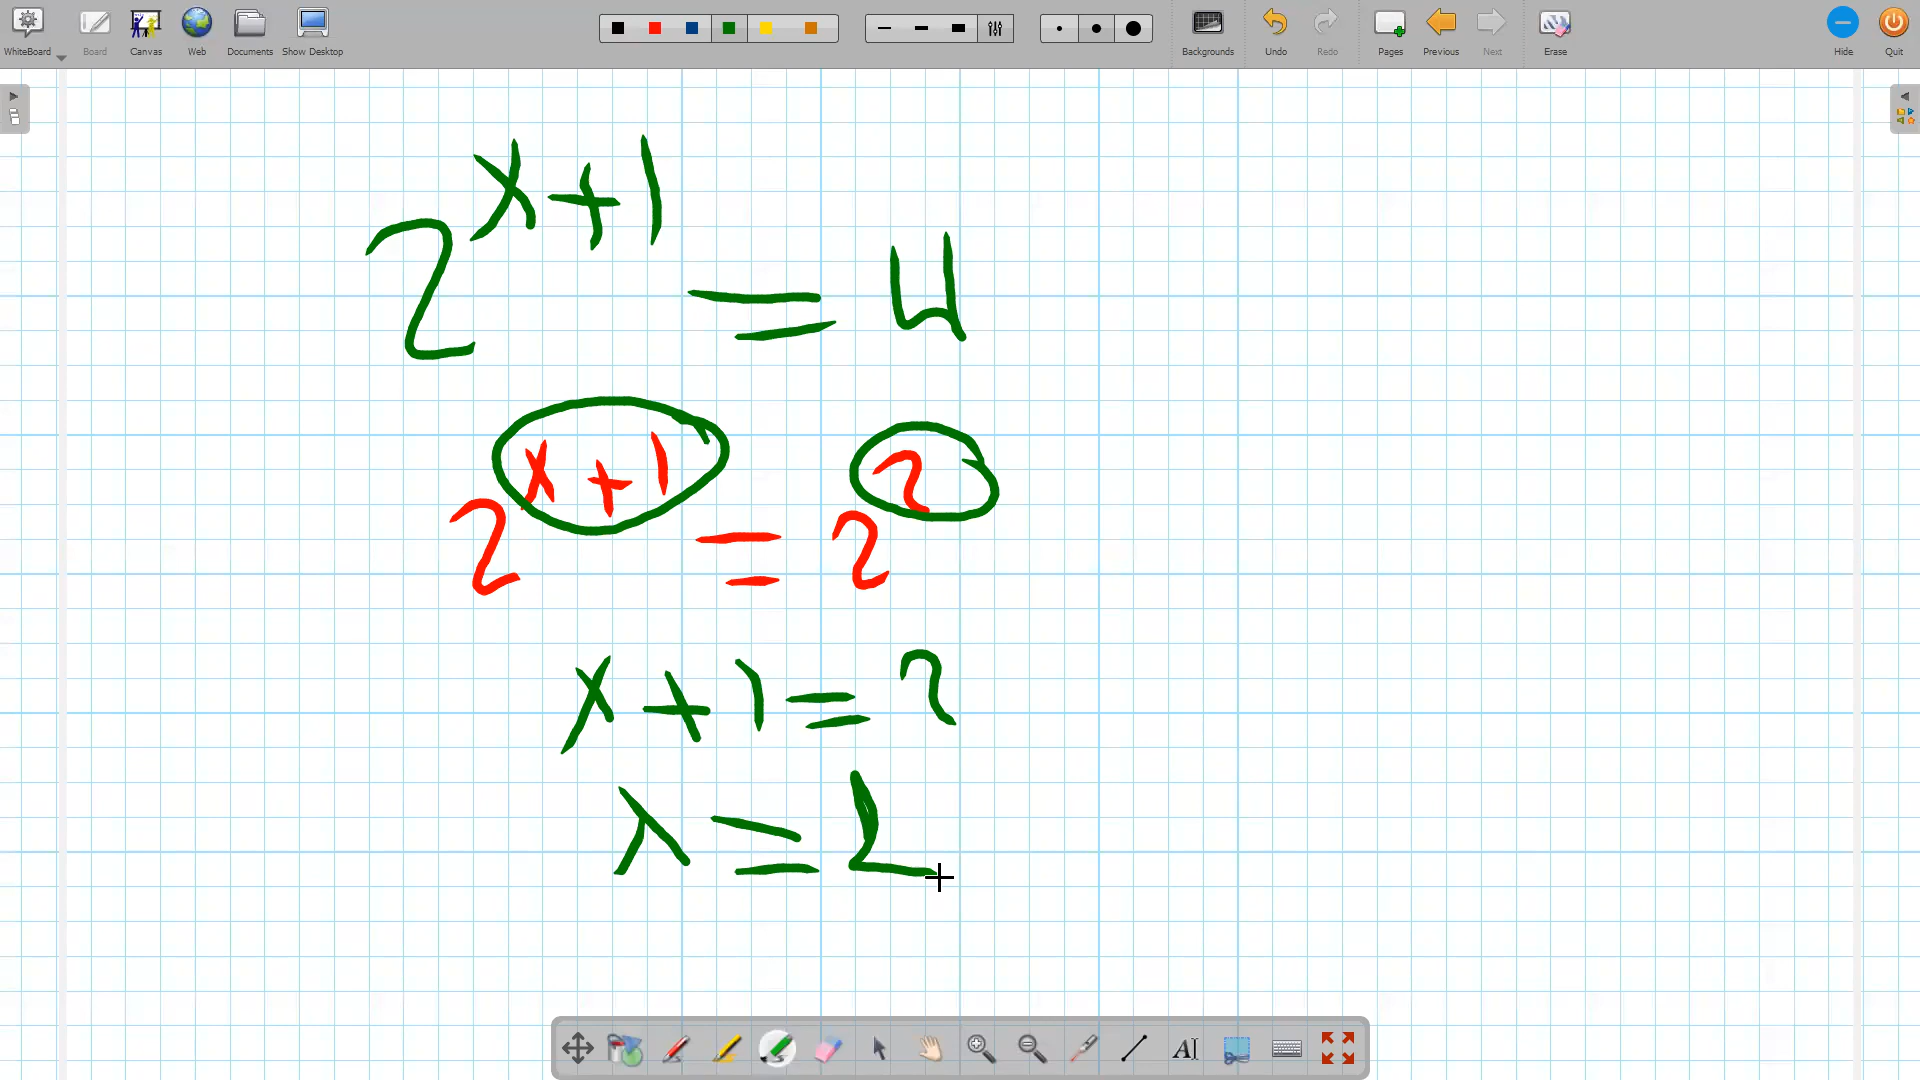 WhiteBoard Board Canvas Web Documents Show Desktop Backgrounds Undo Redo Pages Previous Next Erase Hide Quit
2^{x+1} = 4
2^{x+1} = 2^2
x+1=2
x=
AI